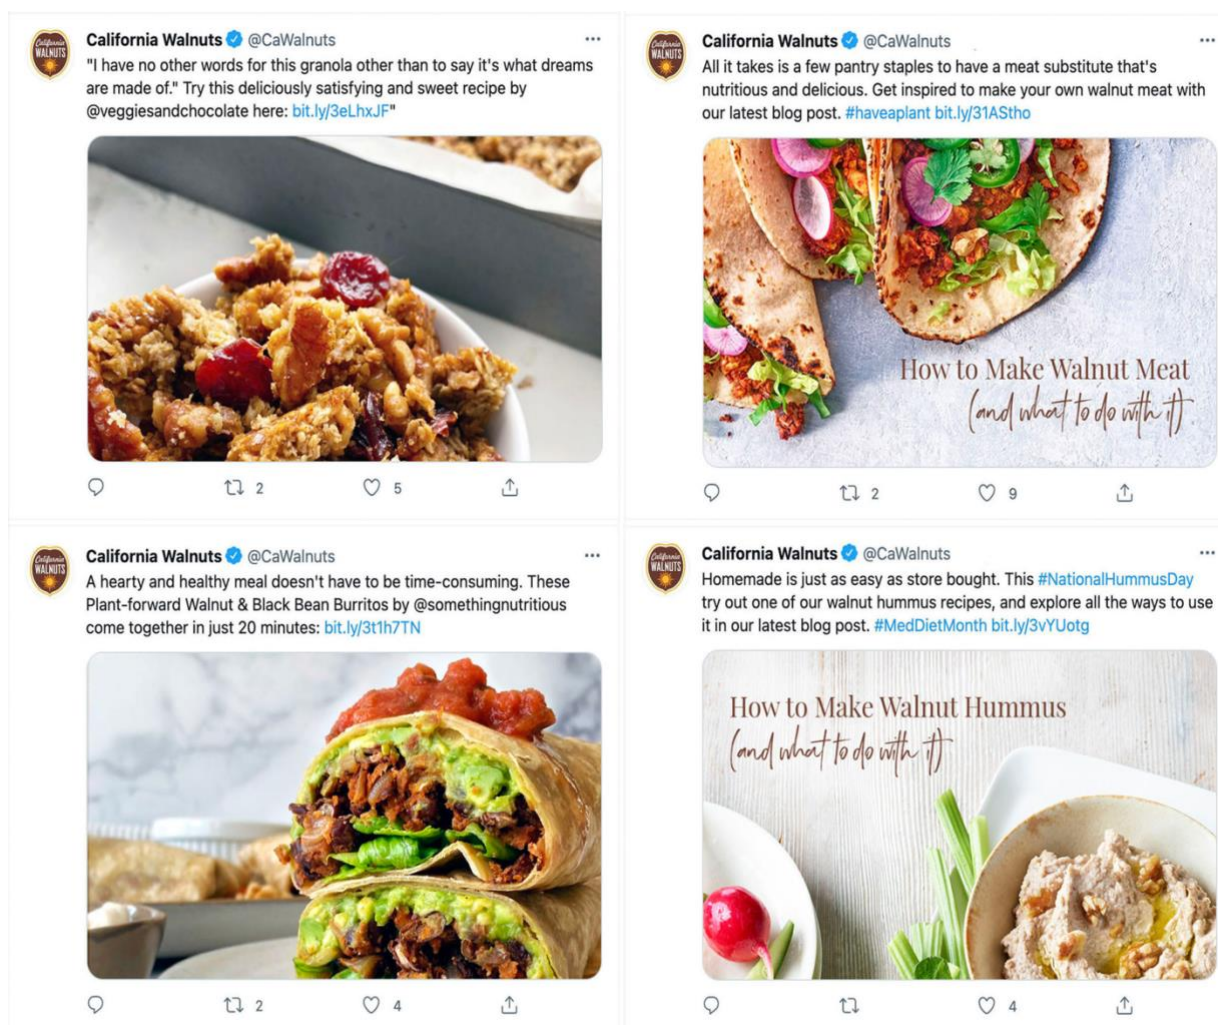 California Walnuts @CaWalnuts
"I have no other words for this granola other than to say it's what dreams
are made of." Try this deliciously satisfying and sweet recipe by
@veggiesandchocolate here: bit.ly/3eLhxJF"
2 5
California Walnuts @CaWalnuts
All it takes is a few pantry staples to have a meat substitute that's
nutritious and delicious. Get inspired to make your own walnut meat with
our latest blog post. #haveaplant bit.ly/31AStho
How to Make Walnut Meat
(and what to do with it)
2 9
California Walnuts @CaWalnuts
A hearty and healthy meal doesn't have to be time-consuming. These
Plant-forward Walnut & Black Bean Burritos by @somethingnutritious
come together in just 20 minutes: bit.ly/3t1h7TN
2 4
California Walnuts @CaWalnuts
Homemade is just as easy as store bought. This #NationalHummusDay
try out one of our walnut hummus recipes, and explore all the ways to use
it in our latest blog post. #MedDietMonth bit.ly/3vYUotg
How to Make Walnut Hummus
(and what to do with it)
4
California
WALNUTS
California
WALNUTS
California
WALNUTS
California
WALNUTS